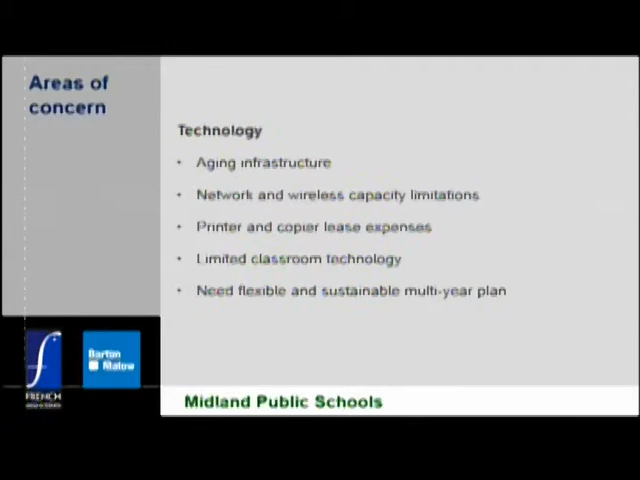 Areas of
concern
Technology
• Aging infrastructure
• Network and wireless capacity limitations
• Printer and copier lease expenses
• Limited classroom technology
• Need flexible and sustainable multi-year plan
Barton
Malow
FRENCH
Midland Public Schools